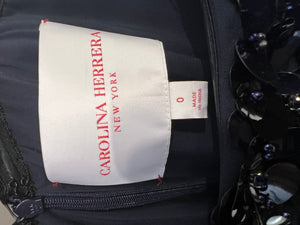 CAROLINA HERRERA
NEW YORK
0
MADE
IN INDIA